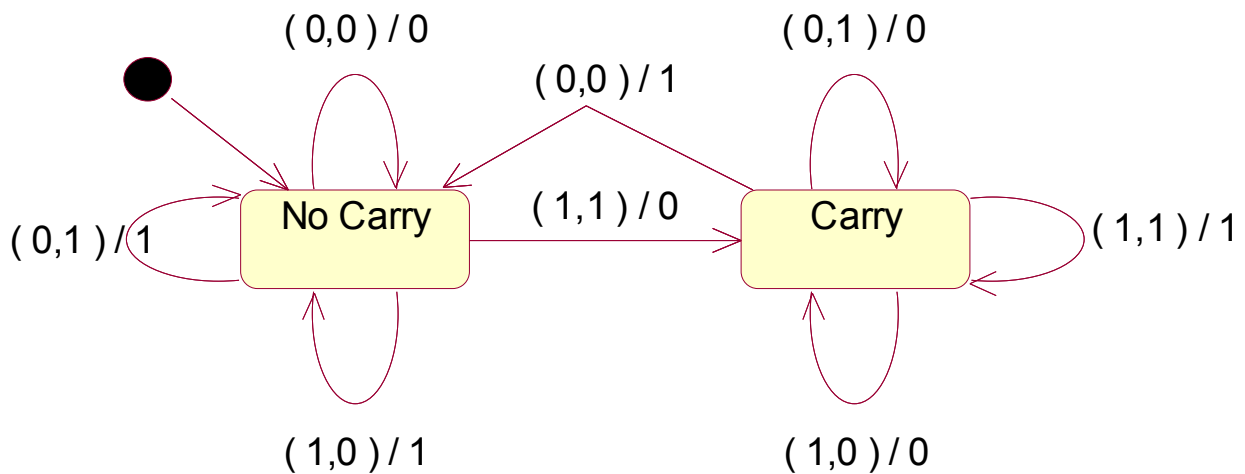 ( 0,0 ) / 0
( 0,1 ) / 0
( 0,0 ) / 1
No Carry
( 1,1 ) / 0
Carry
( 0,1 ) / 1
( 1,1 ) / 1
( 1,0 ) / 1
( 1,0 ) / 0